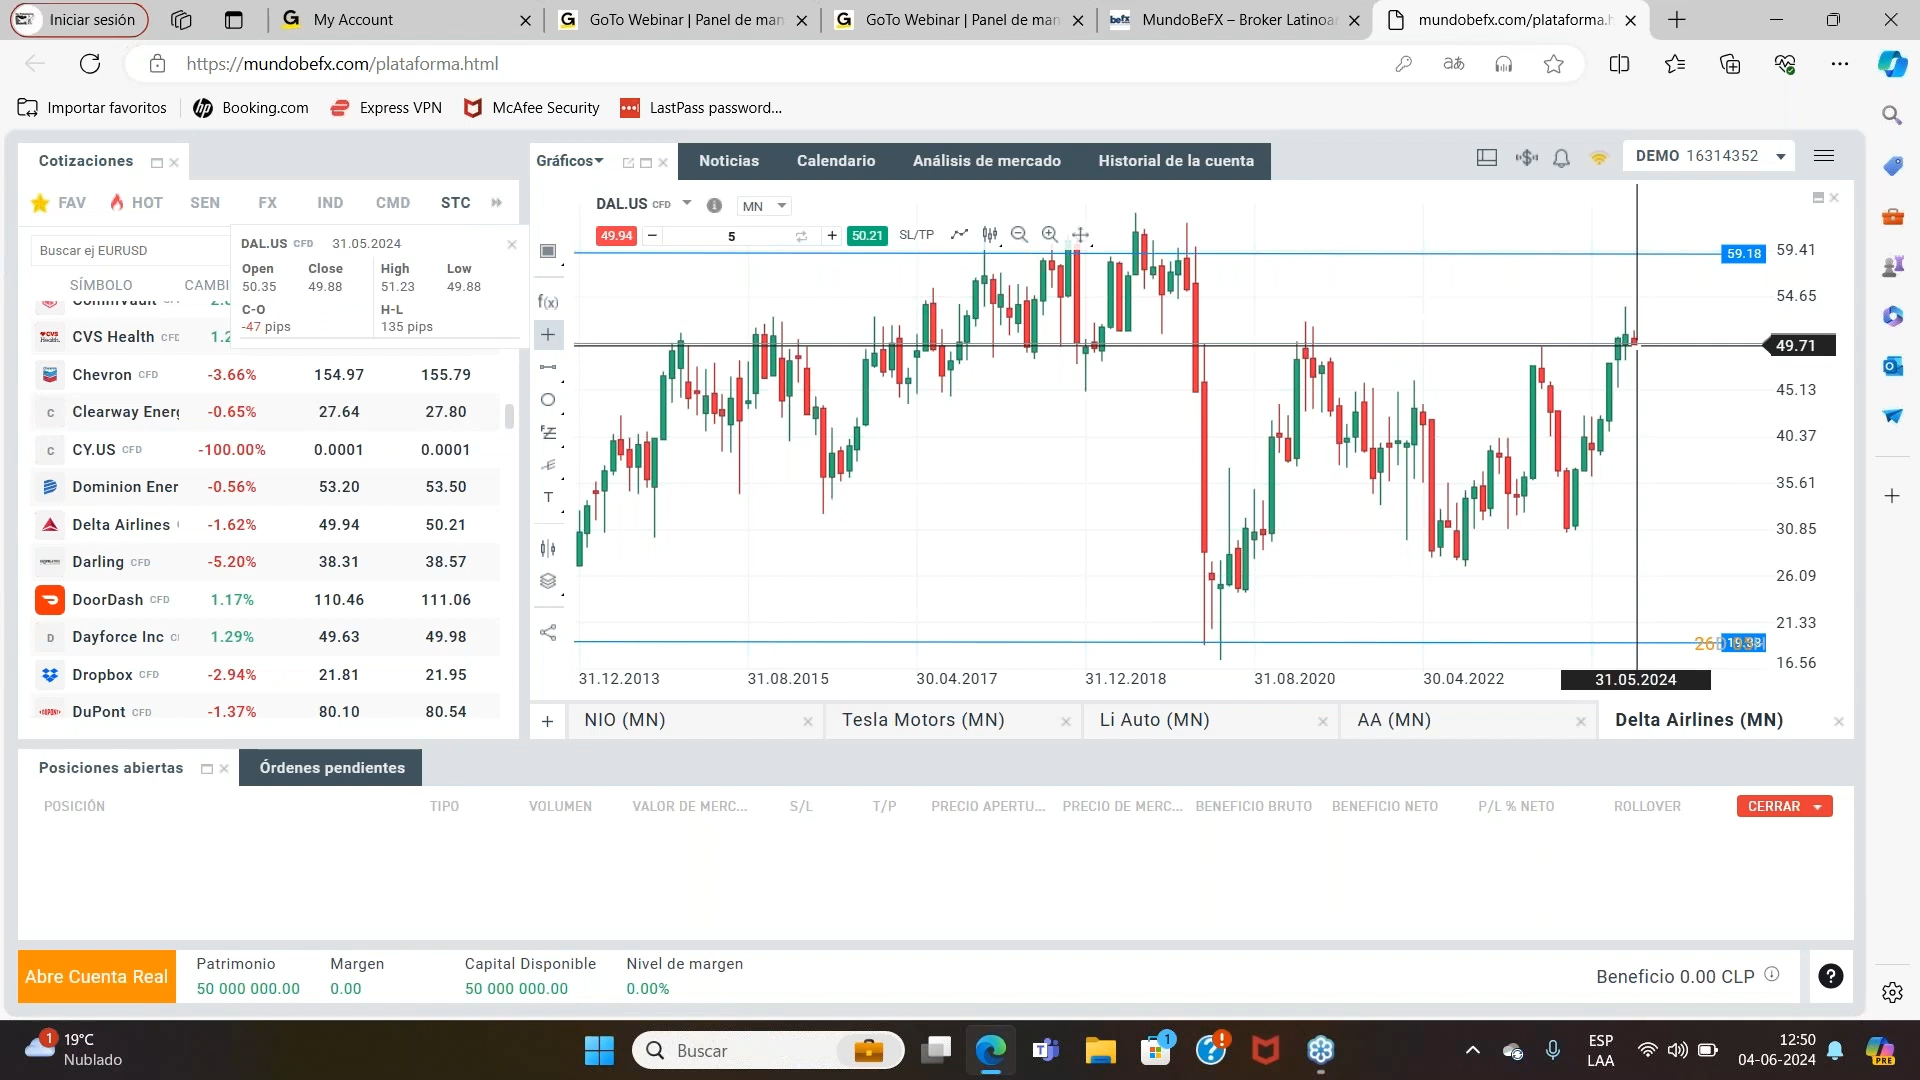 Iniciar sesión
My Account
GoTo Webinar | Panel de man
GoTo Webinar | Panel de man
MundoBeFX – Broker Latinoar
mundobefx.com/plataforma.h
https://mundobefx.com/plataforma.html
Importar favoritos
Booking.com
Express VPN
McAfee Security
LastPass password...
Cotizaciones
Gráficos
Noticias
Calendario
Análisis de mercado
Historial de la cuenta
DEMO 16314352
FAV
HOT
SEN
FX
IND
CMD
STC
Buscar ej EURUSD
SÍMBOLO
CAMBI
DAL.US CFD 31.05.2024
Open Close High Low
50.35 49.88 51.23 49.88
C-O H-L
-47 pips 135 pips
CVS Health CFD
Chevron CFD -3.66% 154.97 155.79
Clearway Energ -0.65% 27.64 27.80
CY.US CFD -100.00% 0.0001 0.0001
Dominion Ener -0.56% 53.20 53.50
Delta Airlines -1.62% 49.94 50.21
Darling CFD -5.20% 38.31 38.57
DoorDash CFD 1.17% 110.46 111.06
Dayforce Inc 1.29% 49.63 49.98
Dropbox CFD -2.94% 21.81 21.95
DuPont CFD -1.37% 80.10 80.54
DAL.US CFD
MN
49.94 − 5 + 50.21 SL/TP
f(x)
T
59.18
59.41
54.65
49.71
45.13
40.37
35.61
30.85
26.09
21.33
16.56
31.12.2013
31.08.2015
30.04.2017
31.12.2018
31.08.2020
30.04.2022
31.05.2024
NIO (MN)
Tesla Motors (MN)
Li Auto (MN)
AA (MN)
Delta Airlines (MN)
Posiciones abiertas
Órdenes pendientes
POSICIÓN TIPO VOLUMEN VALOR DE MERC... S/L T/P PRECIO APERTU... PRECIO DE MERC... BENEFICIO BRUTO BENEFICIO NETO P/L % NETO ROLLOVER CERRAR
Abre Cuenta Real
Patrimonio Margen Capital Disponible Nivel de margen
50 000 000.00 0.00 50 000 000.00 0.00%
Beneficio 0.00 CLP
1
19°C
Nublado
Buscar
1
ESP
LAA
12:50
04-06-2024
PRE